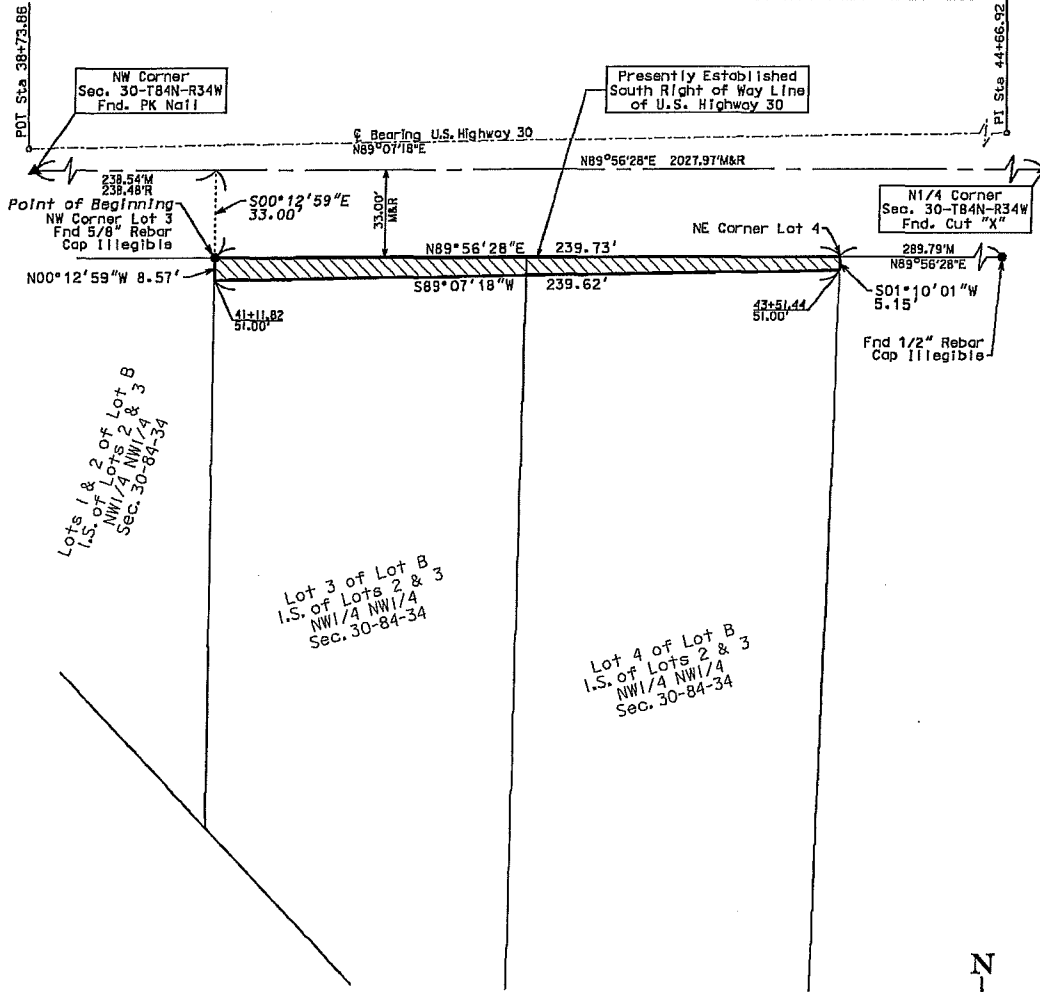 POT Sta 38+73.86
PI Sta 44+66.92
NW Corner
Sec. 30-T84N-R34W
Fnd. PK Nail
Presently Established
South Right of Way Line
of U.S. Highway 30
℄ Bearing U.S. Highway 30
N89°07'18"E
N89°56'28"E 2027.97'M&R
238.54'M
238.48'R
S00°12'59"E
33.00'
33.00'
M&R
N1/4 Corner
Sec. 30-T84N-R34W
Fnd. Cut "X"
Point of Beginning
NW Corner Lot 3
Fnd 5/8" Rebar
Cap Illegible
NE Corner Lot 4
N89°56'28"E 239.73'
289.79'M
N89°56'28"E
N00°12'59"W 8.57'
S89°07'18"W 239.62'
S01°10'01"W
5.15'
41+11.82
51.00'
43+51.44
51.00'
Fnd 1/2" Rebar
Cap Illegible
Lots 1 & 2 of Lot B
I.S. of Lots 2 & 3
NW1/4 NW1/4
Sec. 30-84-34
Lot 3 of Lot B
I.S. of Lots 2 & 3
NW1/4 NW1/4
Sec. 30-84-34
Lot 4 of Lot B
I.S. of Lots 2 & 3
NW1/4 NW1/4
Sec. 30-84-34
N